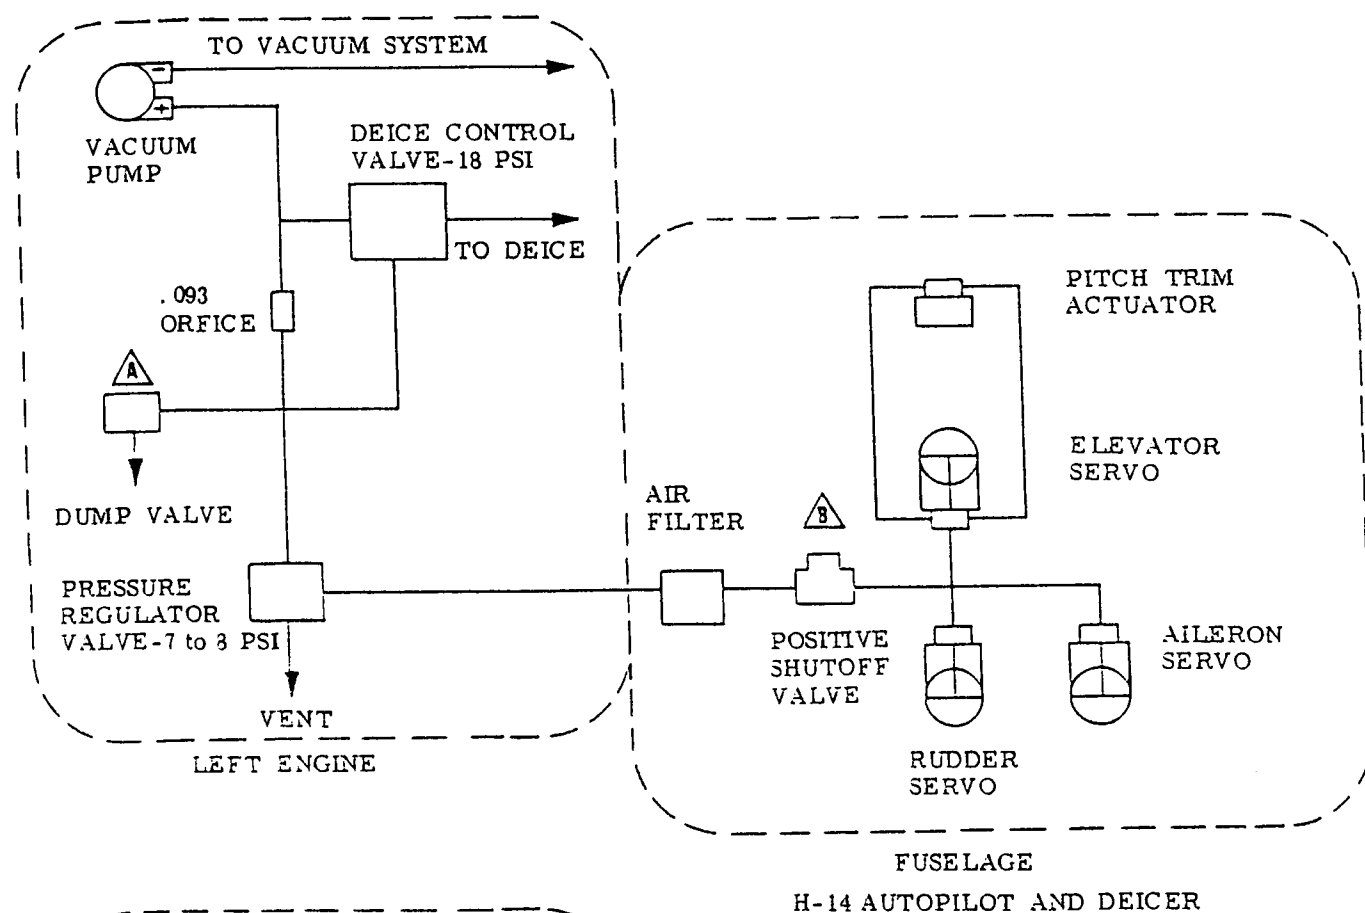 TO VACUUM SYSTEM
-
+
VACUUM
PUMP
DEICE CONTROL
VALVE-18 PSI
TO DEICE
.093
ORFICE
A
DUMP VALVE
PRESSURE
REGULATOR
VALVE-7 to 8 PSI
VENT
LEFT ENGINE
PITCH TRIM
ACTUATOR
ELEVATOR
SERVO
AIR
FILTER
B
POSITIVE
SHUTOFF
VALVE
AILERON
SERVO
RUDDER
SERVO
FUSELAGE
H-14 AUTOPILOT AND DEICER